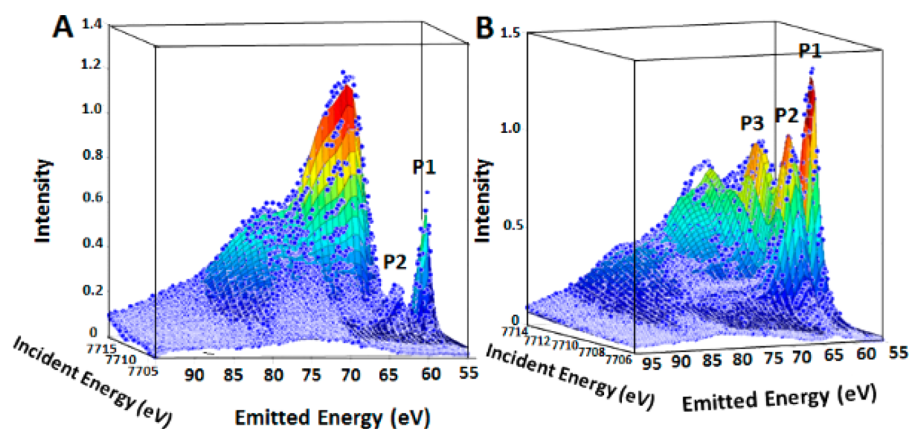 A
1.4
1.2
1.0
0.8
0.6
0.4
0.2
0
Intensity
P1
P2
7715
7710
7705
Incident Energy (eV)
90 85 80 75 70 65 60 55
Emitted Energy (eV)
B
1.5
1.0
0.5
0
Intensity
P1
P2
P3
7714
7712
7710
7708
7706
Incident Energy (eV)
95 90 85 80 75 70 65 60 55
Emitted Energy (eV)